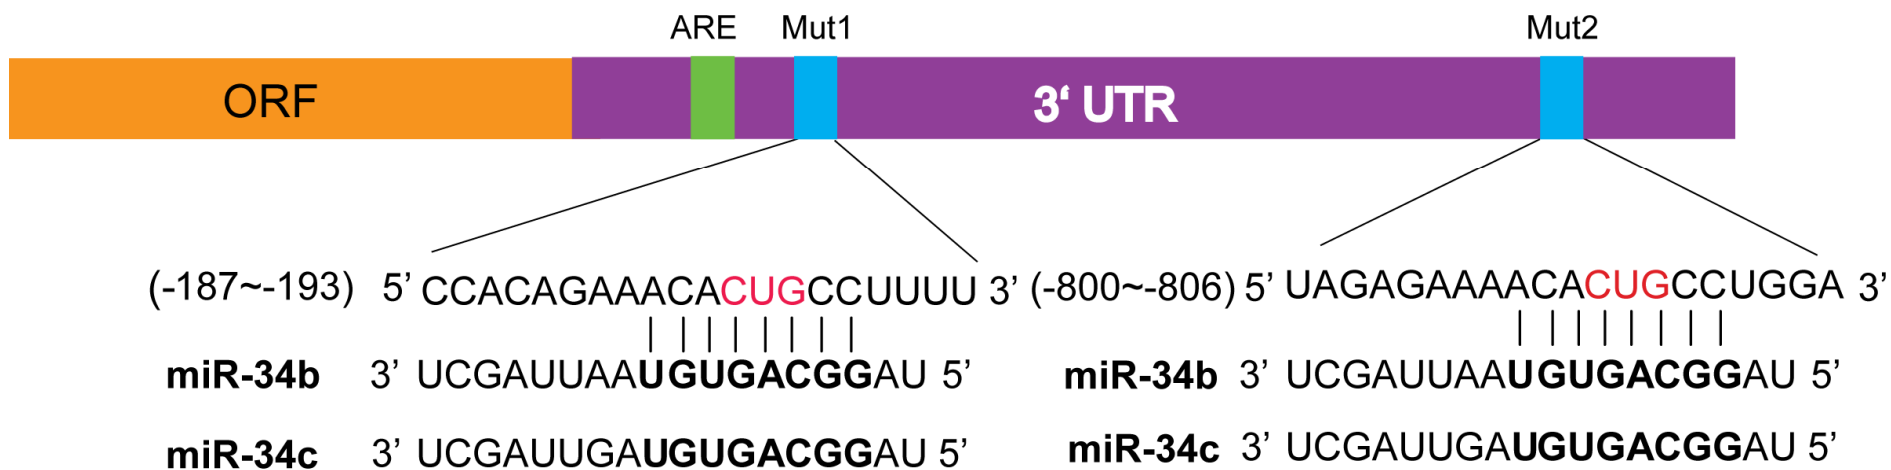 ARE Mut1 Mut2
ORF 3‘ UTR
(-187~-193) 5’ CCACAGAAACACUGCCUUUU 3’ (-800~-806) 5’ UAGAGAAAACACUGCCUGGA 3’
miR-34b 3’ UCGAUUAAUGUGACGGAU 5’ miR-34b 3’ UCGAUUAAUGUGACGGAU 5’
miR-34c 3’ UCGAUUGAUGUGACGGAU 5’ miR-34c 3’ UCGAUUGAUGUGACGGAU 5’